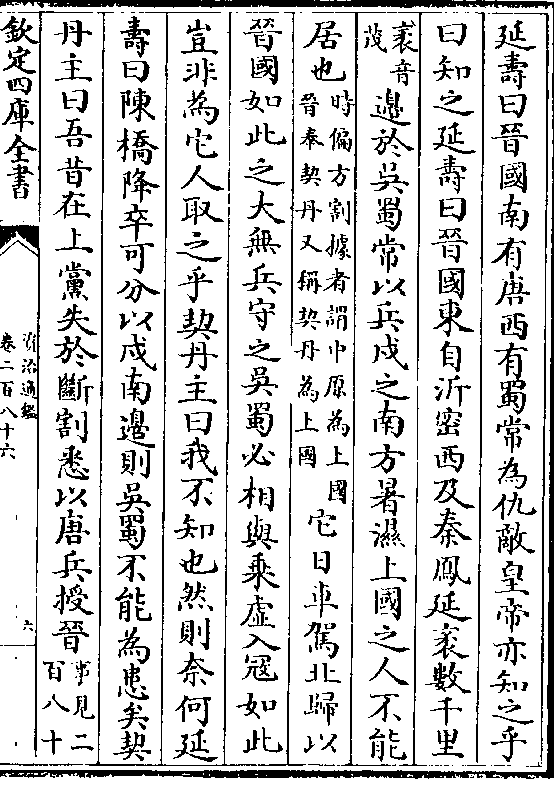 延壽曰晉國南有唐西有蜀常為仇敵皇帝亦知之乎
曰知之延壽曰晉國東自沂密西及秦鳳延袤數千里
袤音茂邉於吳蜀常以兵戍之南方暑濕上國之人不能
居也時偏方割據者謂中原為上國晉奉契丹又稱契丹為上國它日車駕北歸以
晉國如此之大無兵守之吳蜀必相與乘虛入冦如此
豈非為它人取之乎契丹主曰我不知也然則奈何延
壽曰陳橋降卒可分以戍南邉則吳蜀不能為患矣契
丹主曰吾昔在上黨失於斷割悉以唐兵授晉事見二百八十
欽定四庫全書
資治通鑑
卷二百八十六
六